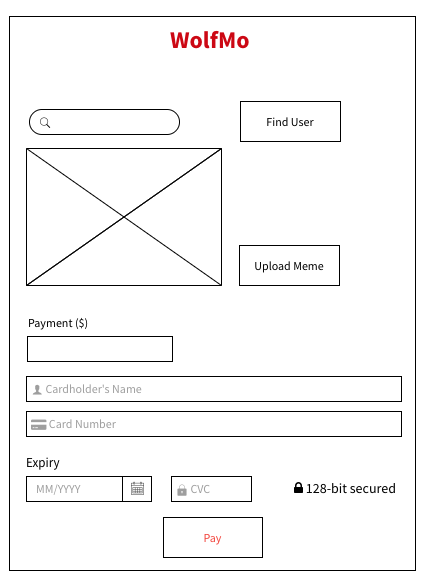 WolfMo
Find User
Upload Meme
Payment ($)
Cardholder's Name
Card Number
Expiry
MM/YYYY
CVC
128-bit secured
Pay